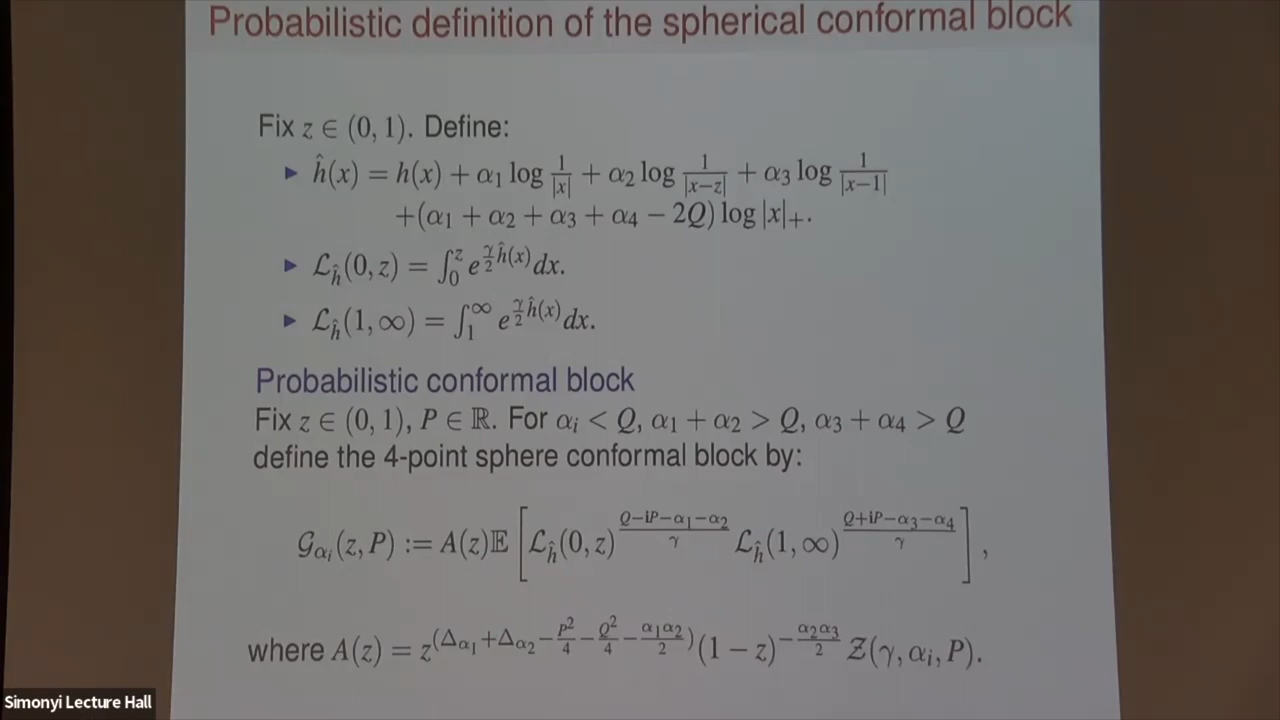 Probabilistic definition of the spherical conformal block
Fix z ∈ (0, 1). Define:
▶ ĥ(x) = h(x) + α₁ log 1/|x| + α₂ log 1/|x−z| + α₃ log 1/|x−1|
+(α₁ + α₂ + α₃ + α₄ − 2Q) log |x|₊.
▶ ℒ_ĥ(0, z) = ∫₀^z e^{γ/2 ĥ(x)} dx.
▶ ℒ_ĥ(1, ∞) = ∫₁^∞ e^{γ/2 ĥ(x)} dx.
Probabilistic conformal block
Fix z ∈ (0, 1), P ∈ ℝ. For αᵢ < Q, α₁ + α₂ > Q, α₃ + α₄ > Q
define the 4-point sphere conformal block by:
𝒢_{αᵢ}(z, P) := A(z)𝔼 [ℒ_ĥ(0, z)^{(Q−iP−α₁−α₂)/γ} ℒ_ĥ(1, ∞)^{(Q+iP−α₃−α₄)/γ}],
where A(z) = z^{(Δ_{α₁}+Δ_{α₂}−P²/4−Q²/4−α₁α₂/2)}(1 − z)^{−α₂α₃/2} 𝒵(γ, αᵢ, P).
Simonyi Lecture Hall